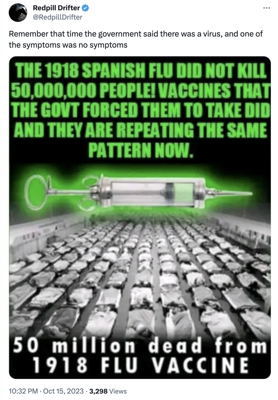 Redpill Drifter
@RedpillDrifter
Remember that time the government said there was a virus, and one of
the symptoms was no symptoms
THE 1918 SPANISH FLU DID NOT KILL
50,000,000 PEOPLE! VACCINES THAT
THE GOVT FORCED THEM TO TAKE DID
AND THEY ARE REPEATING THE SAME
PATTERN NOW.
50 million dead from
1918 FLU VACCINE
10:32 PM · Oct 15, 2023 · 3,298 Views